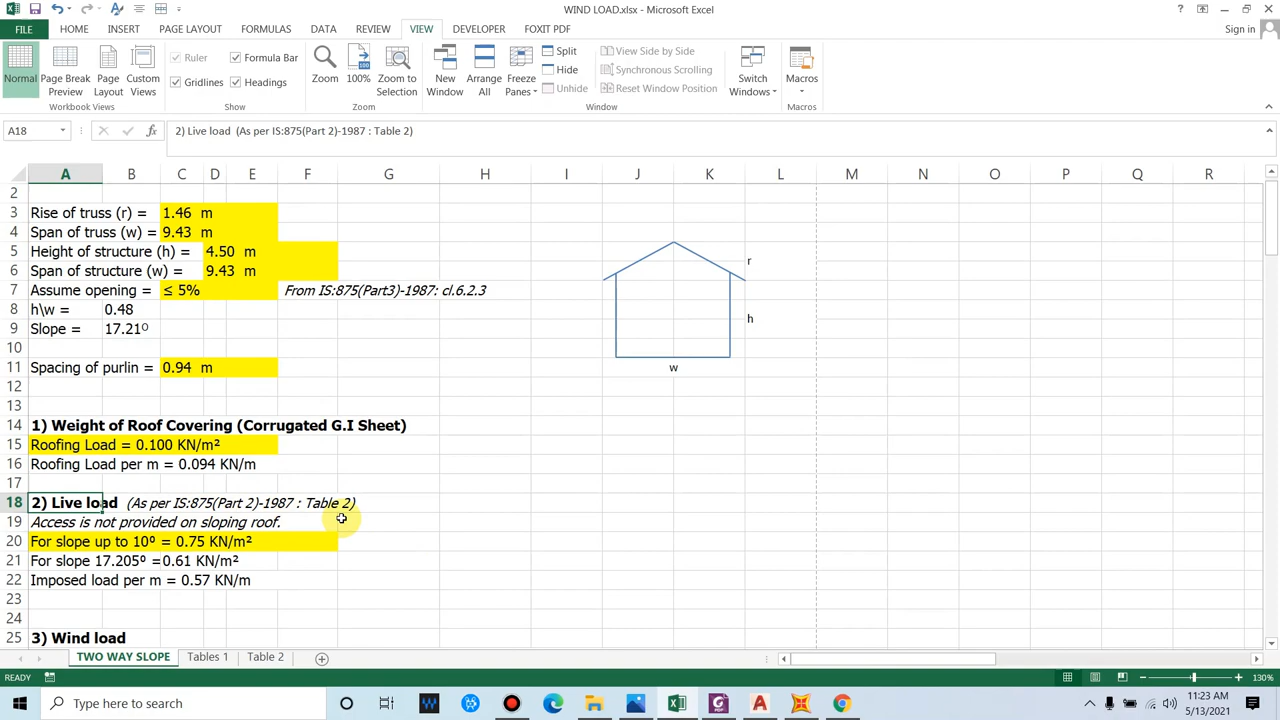 WIND LOAD.xlsx - Microsoft Excel
?
FILE
HOME
INSERT
PAGE LAYOUT
FORMULAS
DATA
REVIEW
VIEW
DEVELOPER
FOXIT PDF
Sign in
Normal
Page Break Preview
Page Layout
Custom Views
Ruler
Formula Bar
Gridlines
Headings
Zoom
100%
Zoom to Selection
New Window
Arrange All
Freeze Panes
Split
Hide
Unhide
View Side by Side
Synchronous Scrolling
Reset Window Position
Switch Windows
Macros
Workbook Views
Show
Zoom
Window
Macros
A18
fx
2) Live load (As per IS:875(Part 2)-1987 : Table 2)
A B C D E F G H I J K L M N O P Q R
2
3 Rise of truss (r) = 1.46 m
4 Span of truss (w) = 9.43 m
5 Height of structure (h) = 4.50 m
6 Span of structure (w) = 9.43 m
7 Assume opening = ≤ 5% From IS:875(Part3)-1987: cl.6.2.3
8 h\w = 0.48
9 Slope = 17.21º
10
11 Spacing of purlin = 0.94 m
12
13
14 1) Weight of Roof Covering (Corrugated G.I Sheet)
15 Roofing Load = 0.100 KN/m²
16 Roofing Load per m = 0.094 KN/m
17
18 2) Live load (As per IS:875(Part 2)-1987 : Table 2)
19 Access is not provided on sloping roof.
20 For slope up to 10º = 0.75 KN/m²
21 For slope 17.205º =0.61 KN/m²
22 Imposed load per m = 0.57 KN/m
23
24
25 3) Wind load
r
h
w
TWO WAY SLOPE
Tables 1
Table 2
READY
130%
Type here to search
11:23 AM
5/13/2021